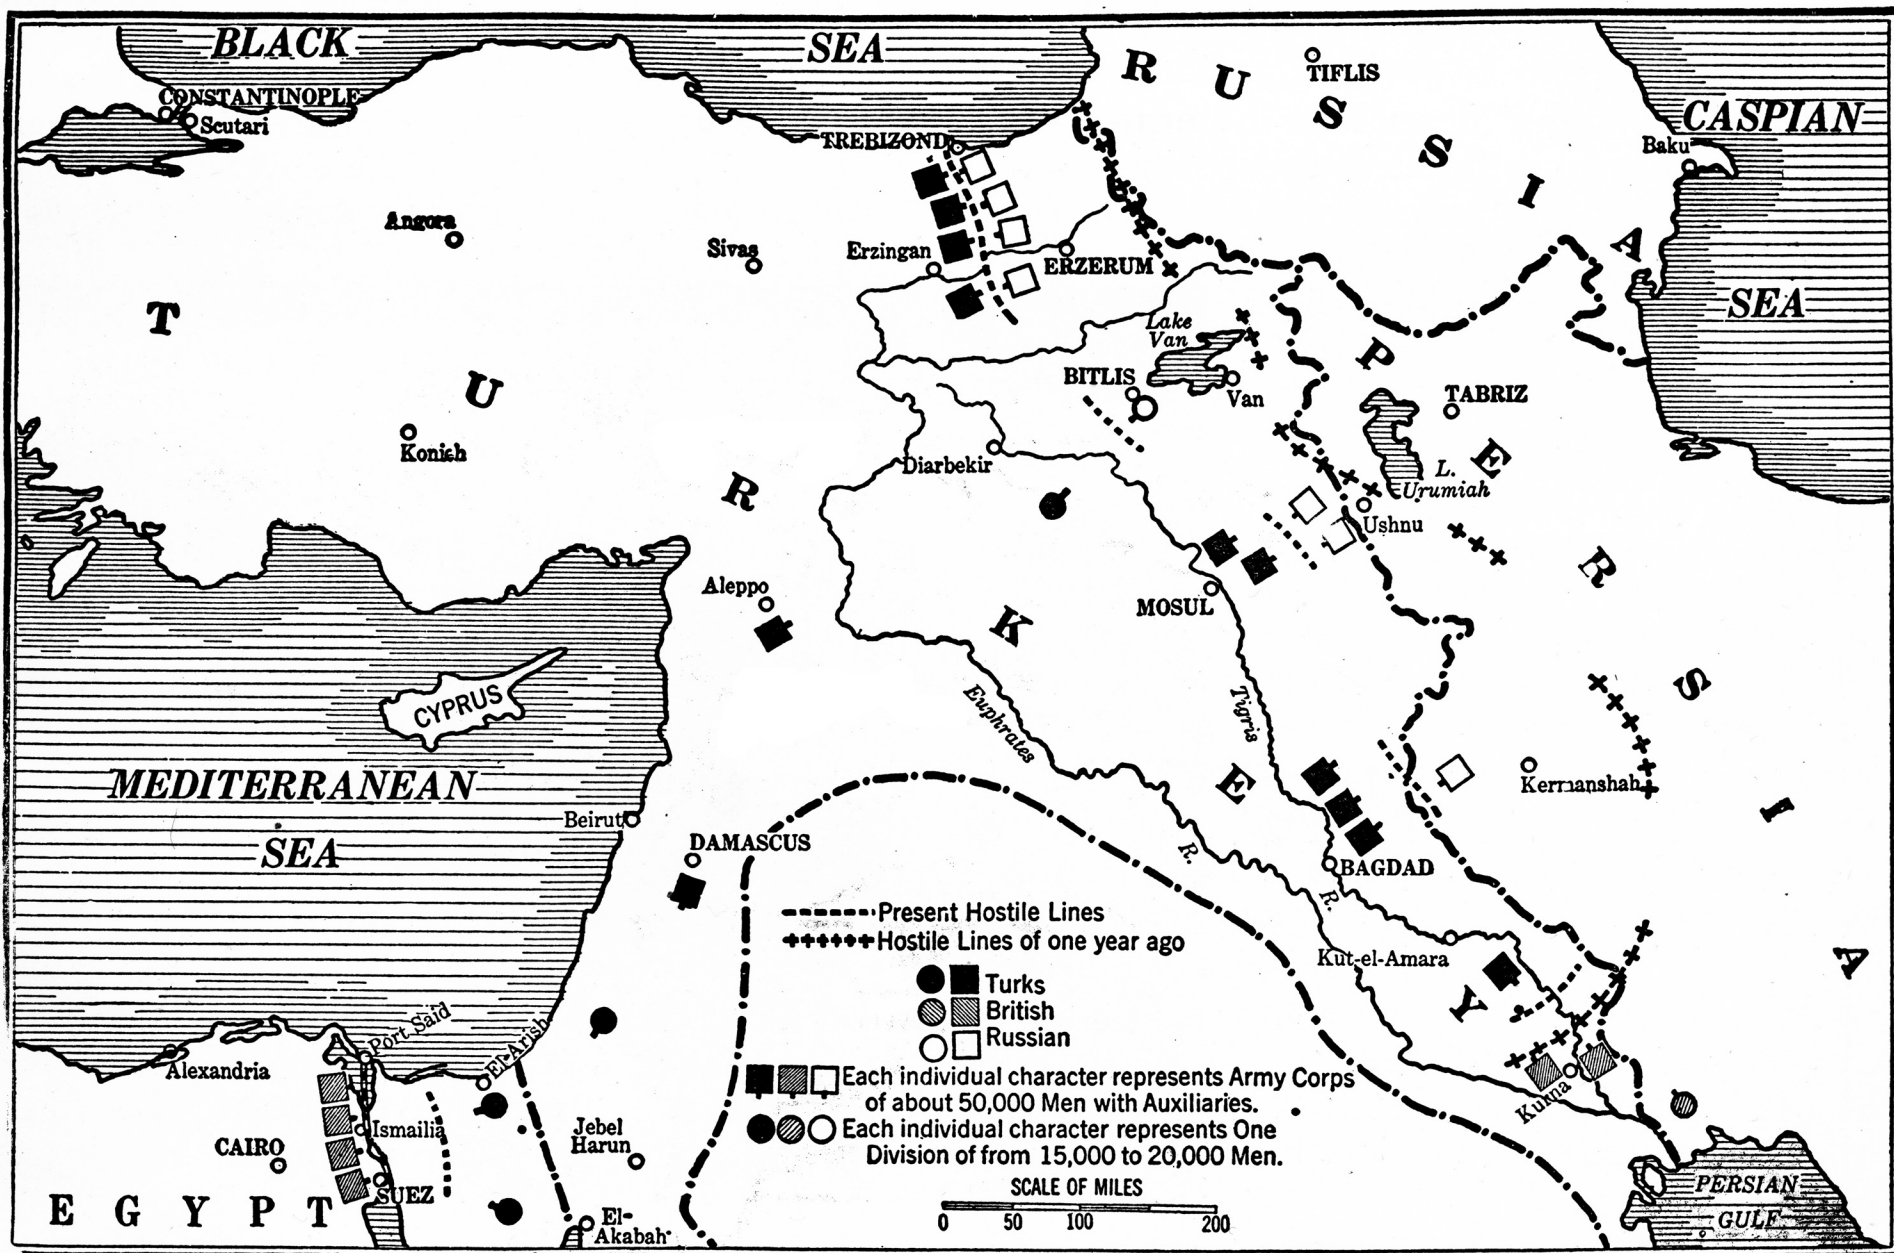 BLACK SEA
CONSTANTINOPLE
Scutari
TREBIZOND
RUSSIA
TIFLIS
CASPIAN
SEA
Baku
Angora
Sivas
Erzingan
ERZERUM
TURKEY
Lake
Van
BITLIS
Van
PERSIA
TABRIZ
Konieh
Diarbekir
L.
Urumiah
Ushnu
Aleppo
MOSUL
CYPRUS
Euphrates
R.
Tigris
R.
MEDITERRANEAN
SEA
Beirut
DAMASCUS
Kermanshah
BAGDAD
Kut-el-Amara
Kurna
Present Hostile Lines
Hostile Lines of one year ago
Turks
British
Russian
Each individual character represents Army Corps
of about 50,000 Men with Auxiliaries.
Each individual character represents One
Division of from 15,000 to 20,000 Men.
SCALE OF MILES
0 50 100 200
Port Said
El-Arish
Alexandria
Ismailia
CAIRO
SUEZ
EGYPT
Jebel
Harun
El-
Akabah
PERSIAN
GULF